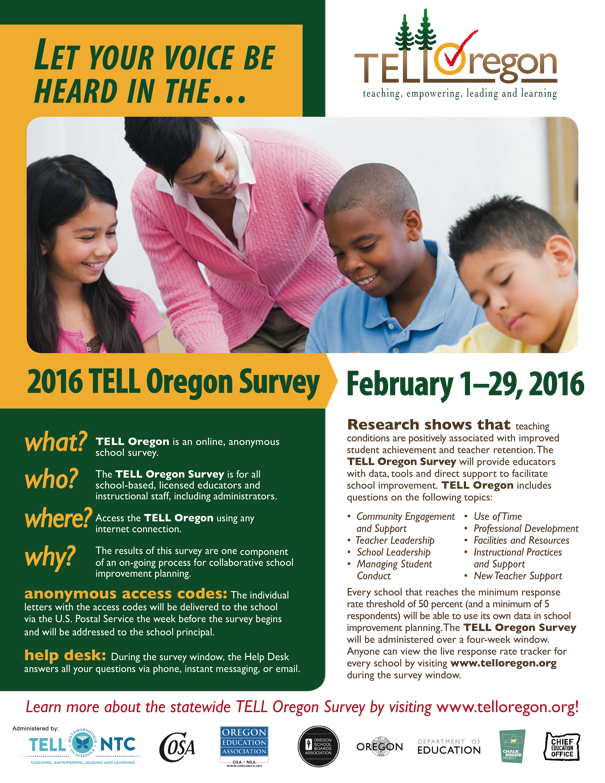 LET YOUR VOICE BE
HEARD IN THE...
TELL Oregon
teaching, empowering, leading and learning
2016 TELL Oregon Survey
February 1–29, 2016
what? TELL Oregon is an online, anonymous
school survey.
who? The TELL Oregon Survey is for all
school-based, licensed educators and
instructional staff, including administrators.
where? Access the TELL Oregon using any
internet connection.
why? The results of this survey are one component
of an on-going process for collaborative school
improvement planning.
anonymous access codes: The individual
letters with the access codes will be delivered to the school
via the U.S. Postal Service the week before the survey begins
and will be addressed to the school principal.
help desk: During the survey window, the Help Desk
answers all your questions via phone, instant messaging, or email.
Research shows that teaching
conditions are positively associated with improved
student achievement and teacher retention. The
TELL Oregon Survey will provide educators
with data, tools and direct support to facilitate
school improvement. TELL Oregon includes
questions on the following topics:
• Community Engagement
and Support
• Teacher Leadership
• School Leadership
• Managing Student
Conduct
• Use of Time
• Professional Development
• Facilities and Resources
• Instructional Practices
and Support
• New Teacher Support
Every school that reaches the minimum response
rate threshold of 50 percent (and a minimum of 5
respondents) will be able to use its own data in school
improvement planning. The TELL Oregon Survey
will be administered over a four-week window.
Anyone can view the live response rate tracker for
every school by visiting www.telloregon.org
during the survey window.
Learn more about the statewide TELL Oregon Survey by visiting www.telloregon.org!
Administered by:
TELL NTC
TEACHING, EMPOWERING, LEADING AND LEARNING
COSA
OREGON
EDUCATION
ASSOCIATION
OEA • NEA
WWW.OREGONED.ORG
OREGON
SCHOOL
BOARDS
ASSOCIATION
OREGON
DEPARTMENT OF
EDUCATION
CHALK
BOARD
PROJECT
CHIEF
EDUCATION
OFFICE